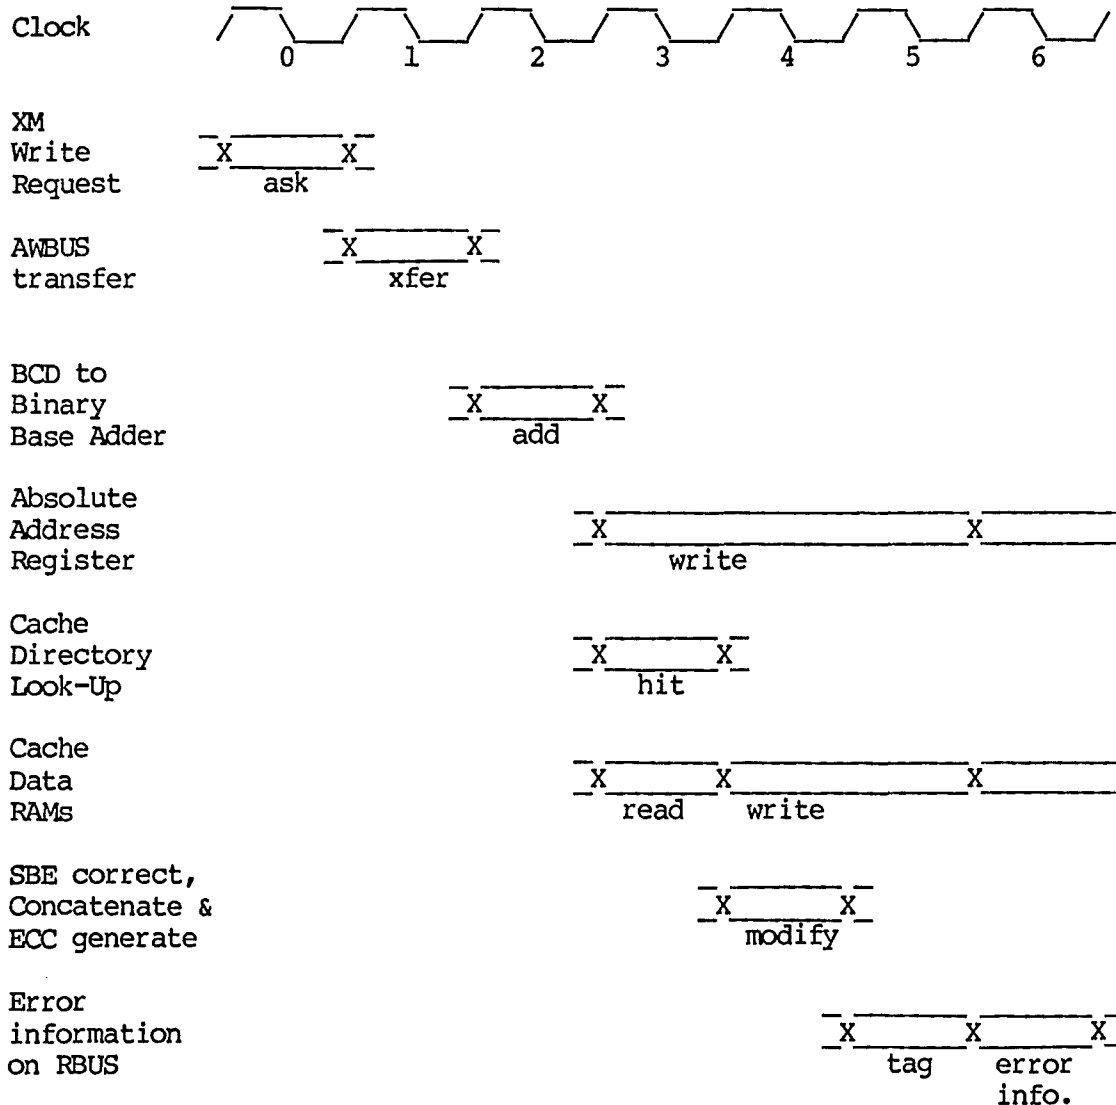 Clock
0 1 2 3 4 5 6
XM
Write
Request
X X
ask
AWBUS
transfer
X X
xfer
BCD to
Binary
Base Adder
X X
add
Absolute
Address
Register
X X
write
Cache
Directory
Look-Up
X X
hit
Cache
Data
RAMs
X X X
read write
SBE correct,
Concatenate &
ECC generate
X X
modify
Error
information
on RBUS
X X X
tag error
info.